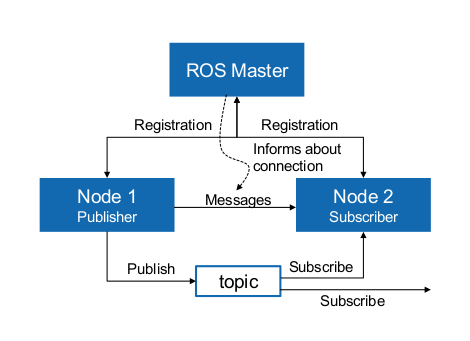 ROS Master
Registration
Registration
Informs about
connection
Node 1
Publisher
Messages
Node 2
Subscriber
Publish
topic
Subscribe
Subscribe